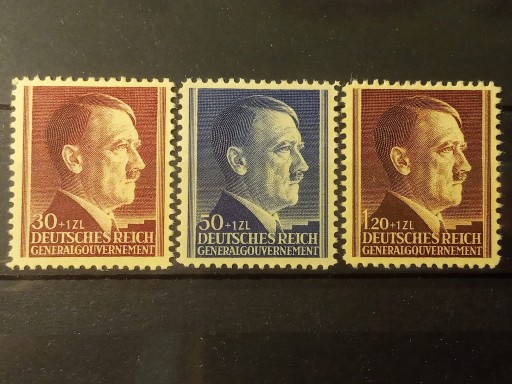 30+1ZL
DEUTSCHES REICH
GENERALGOUVERNEMENT
50+1ZL
DEUTSCHES REICH
GENERALGOUVERNEMENT
1.20+1ZL
DEUTSCHES REICH
GENERALGOUVERNEMENT